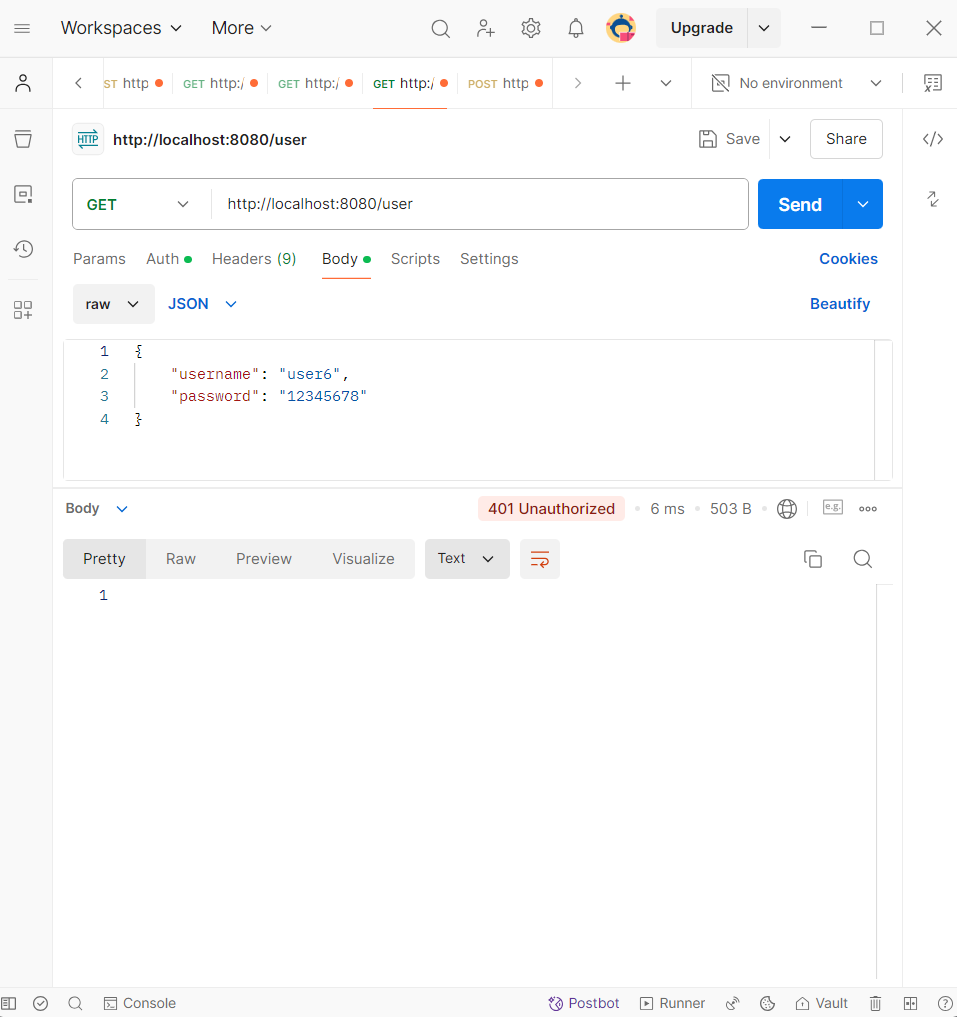 Workspaces More Upgrade
ST http GET http:/ GET http:/ GET http:/ POST http No environment
HTTP http://localhost:8080/user Save Share
GET http://localhost:8080/user Send
Params Auth Headers (9) Body Scripts Settings Cookies
raw JSON Beautify
1 {
2 "username": "user6",
3 "password": "12345678"
4 }
Body 401 Unauthorized 6 ms 503 B e.g.
Pretty Raw Preview Visualize Text
1
Console Postbot Runner Vault